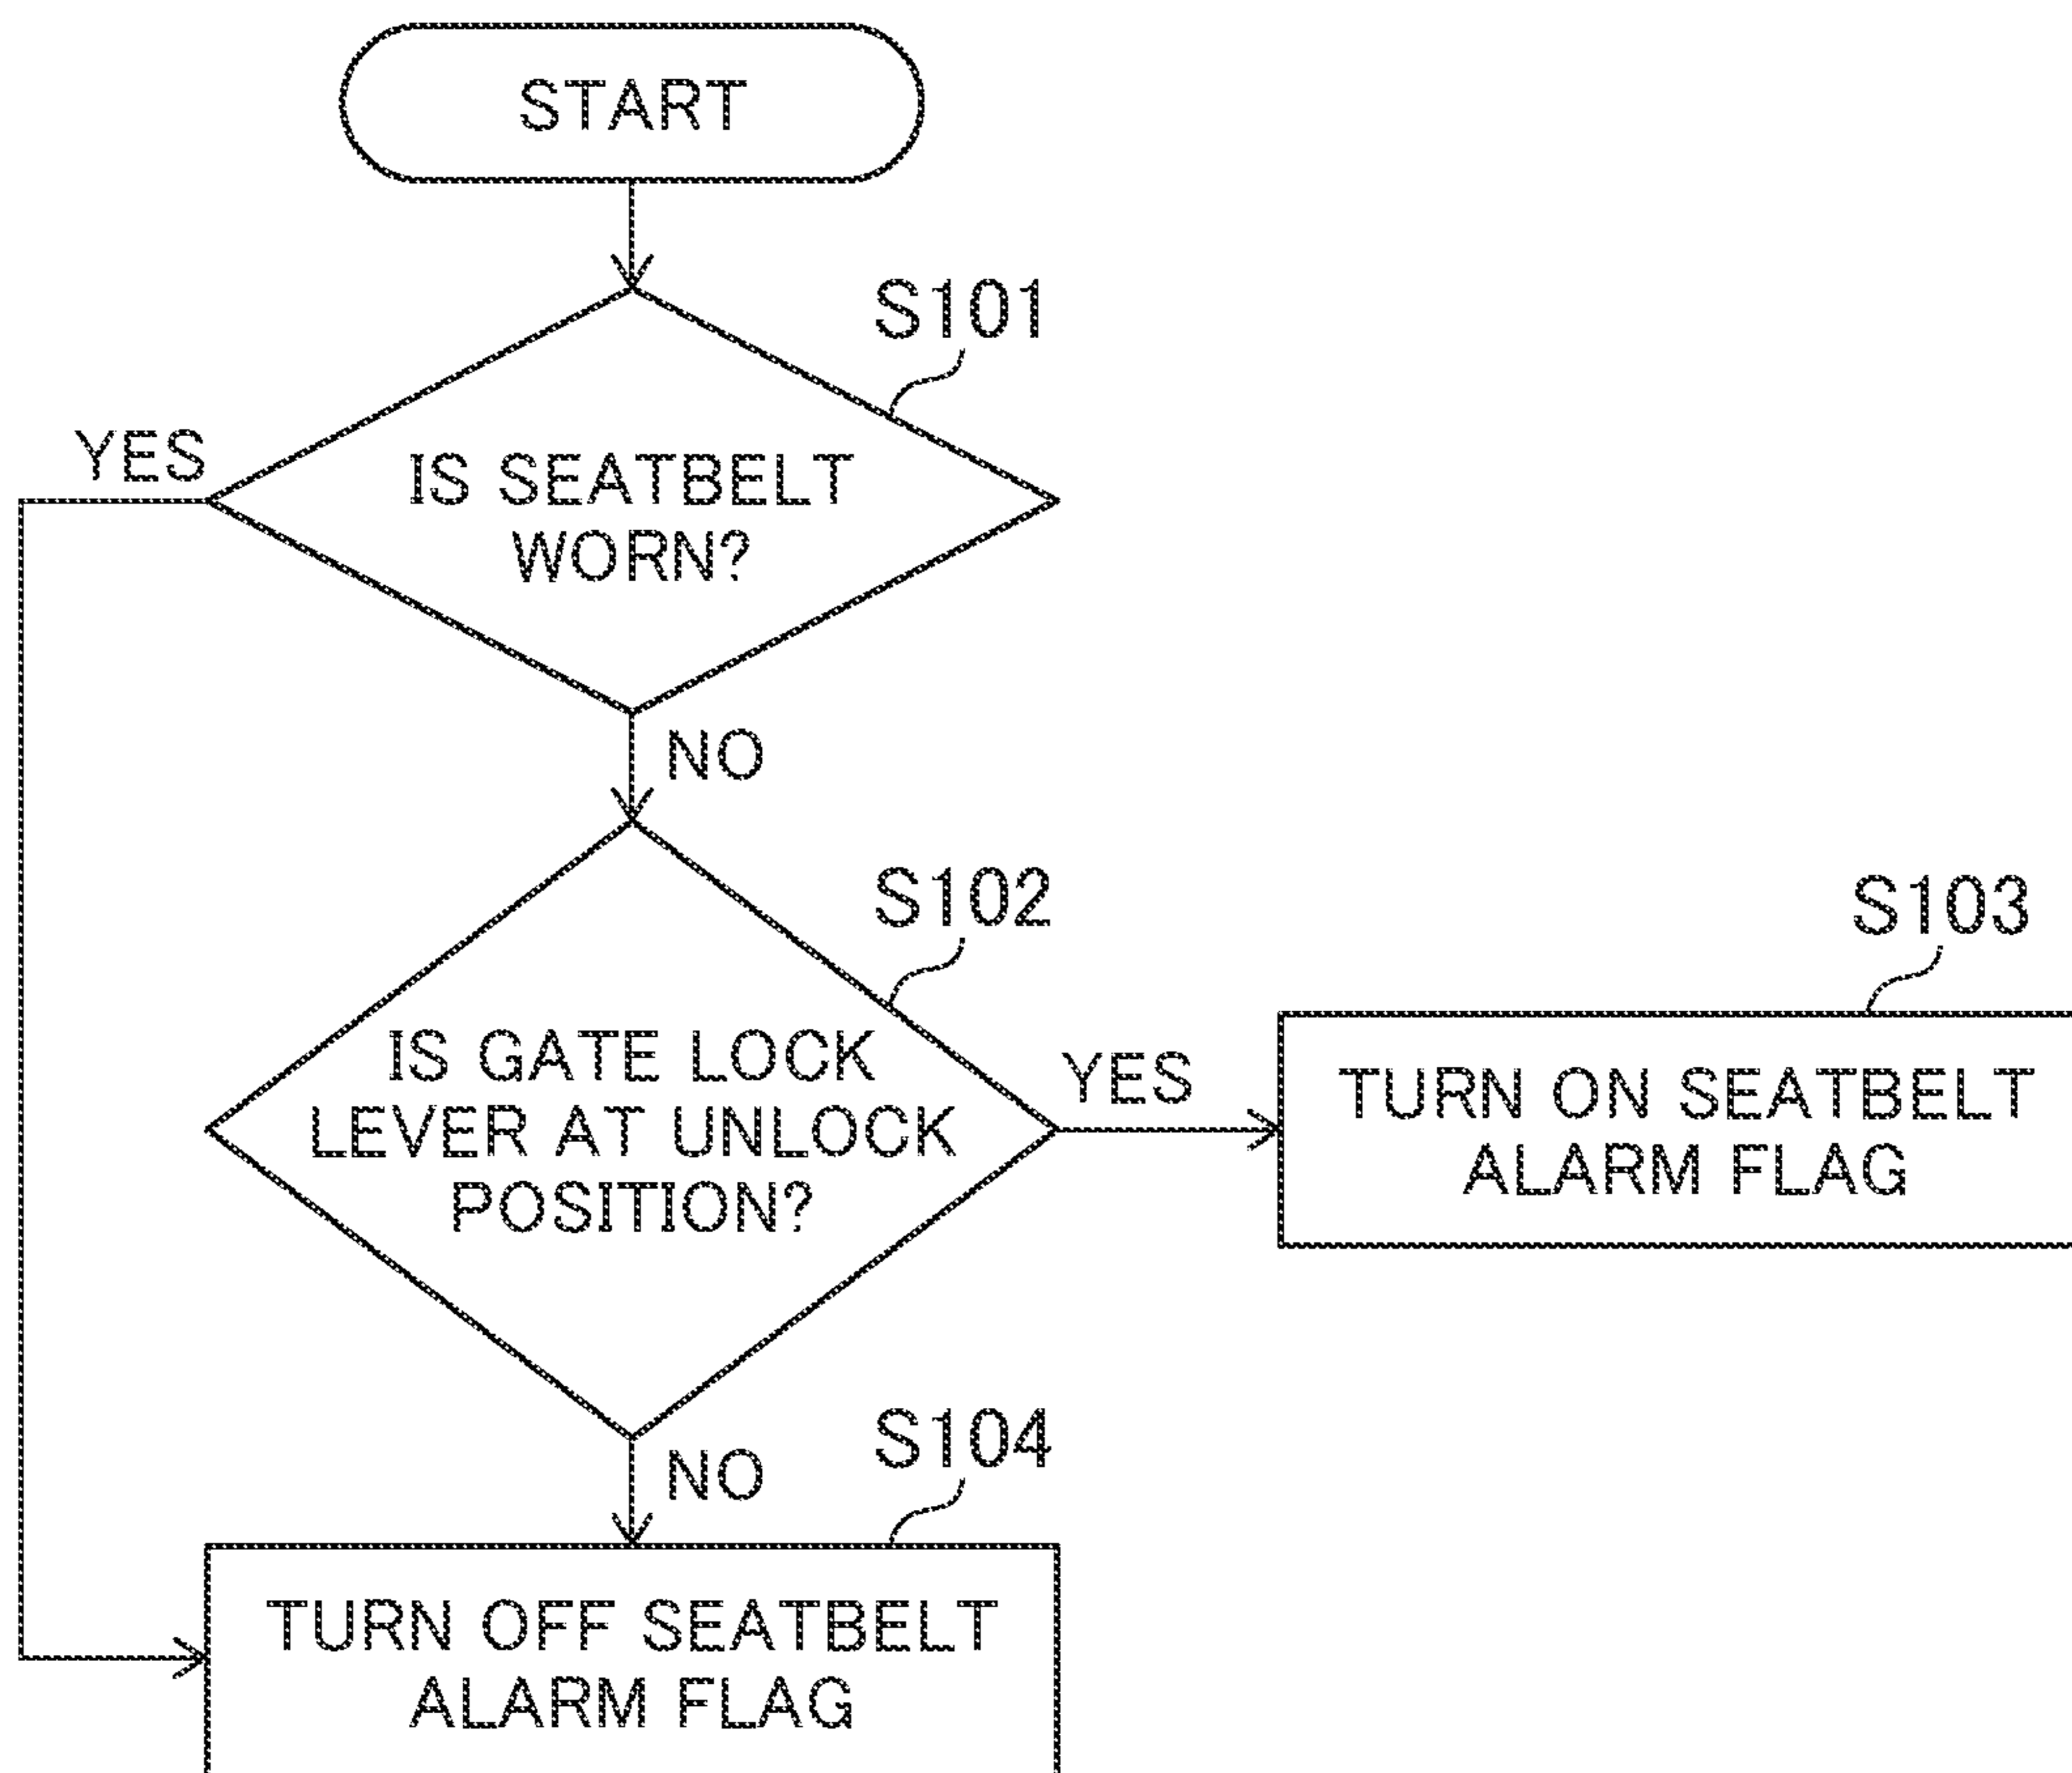 START
S101
YES
IS SEATBELT
WORN?
NO
S102
S103
IS GATE LOCK
LEVER AT UNLOCK
POSITION?
YES
TURN ON SEATBELT
ALARM FLAG
NO
S104
TURN OFF SEATBELT
ALARM FLAG